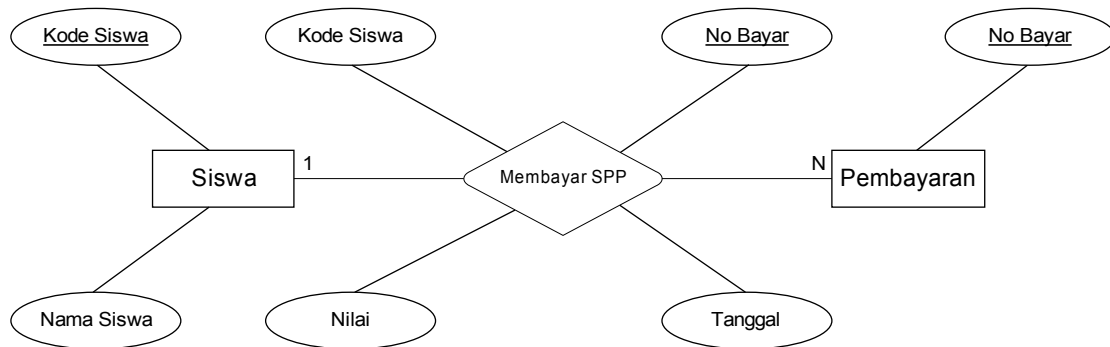 Kode Siswa
Kode Siswa
No Bayar
No Bayar
Siswa
1
Membayar SPP
N
Pembayaran
Nama Siswa
Nilai
Tanggal